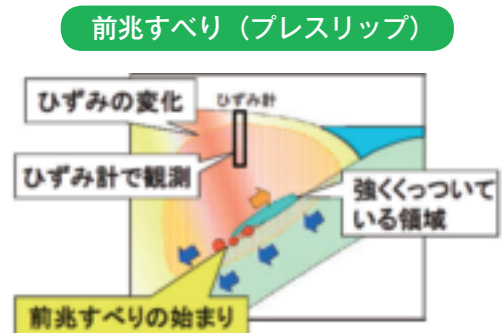 前兆すべり（プレスリップ）
ひずみの変化
ひずみ計
ひずみ計で観測
強くくっついて
いる領域
前兆すべりの始まり